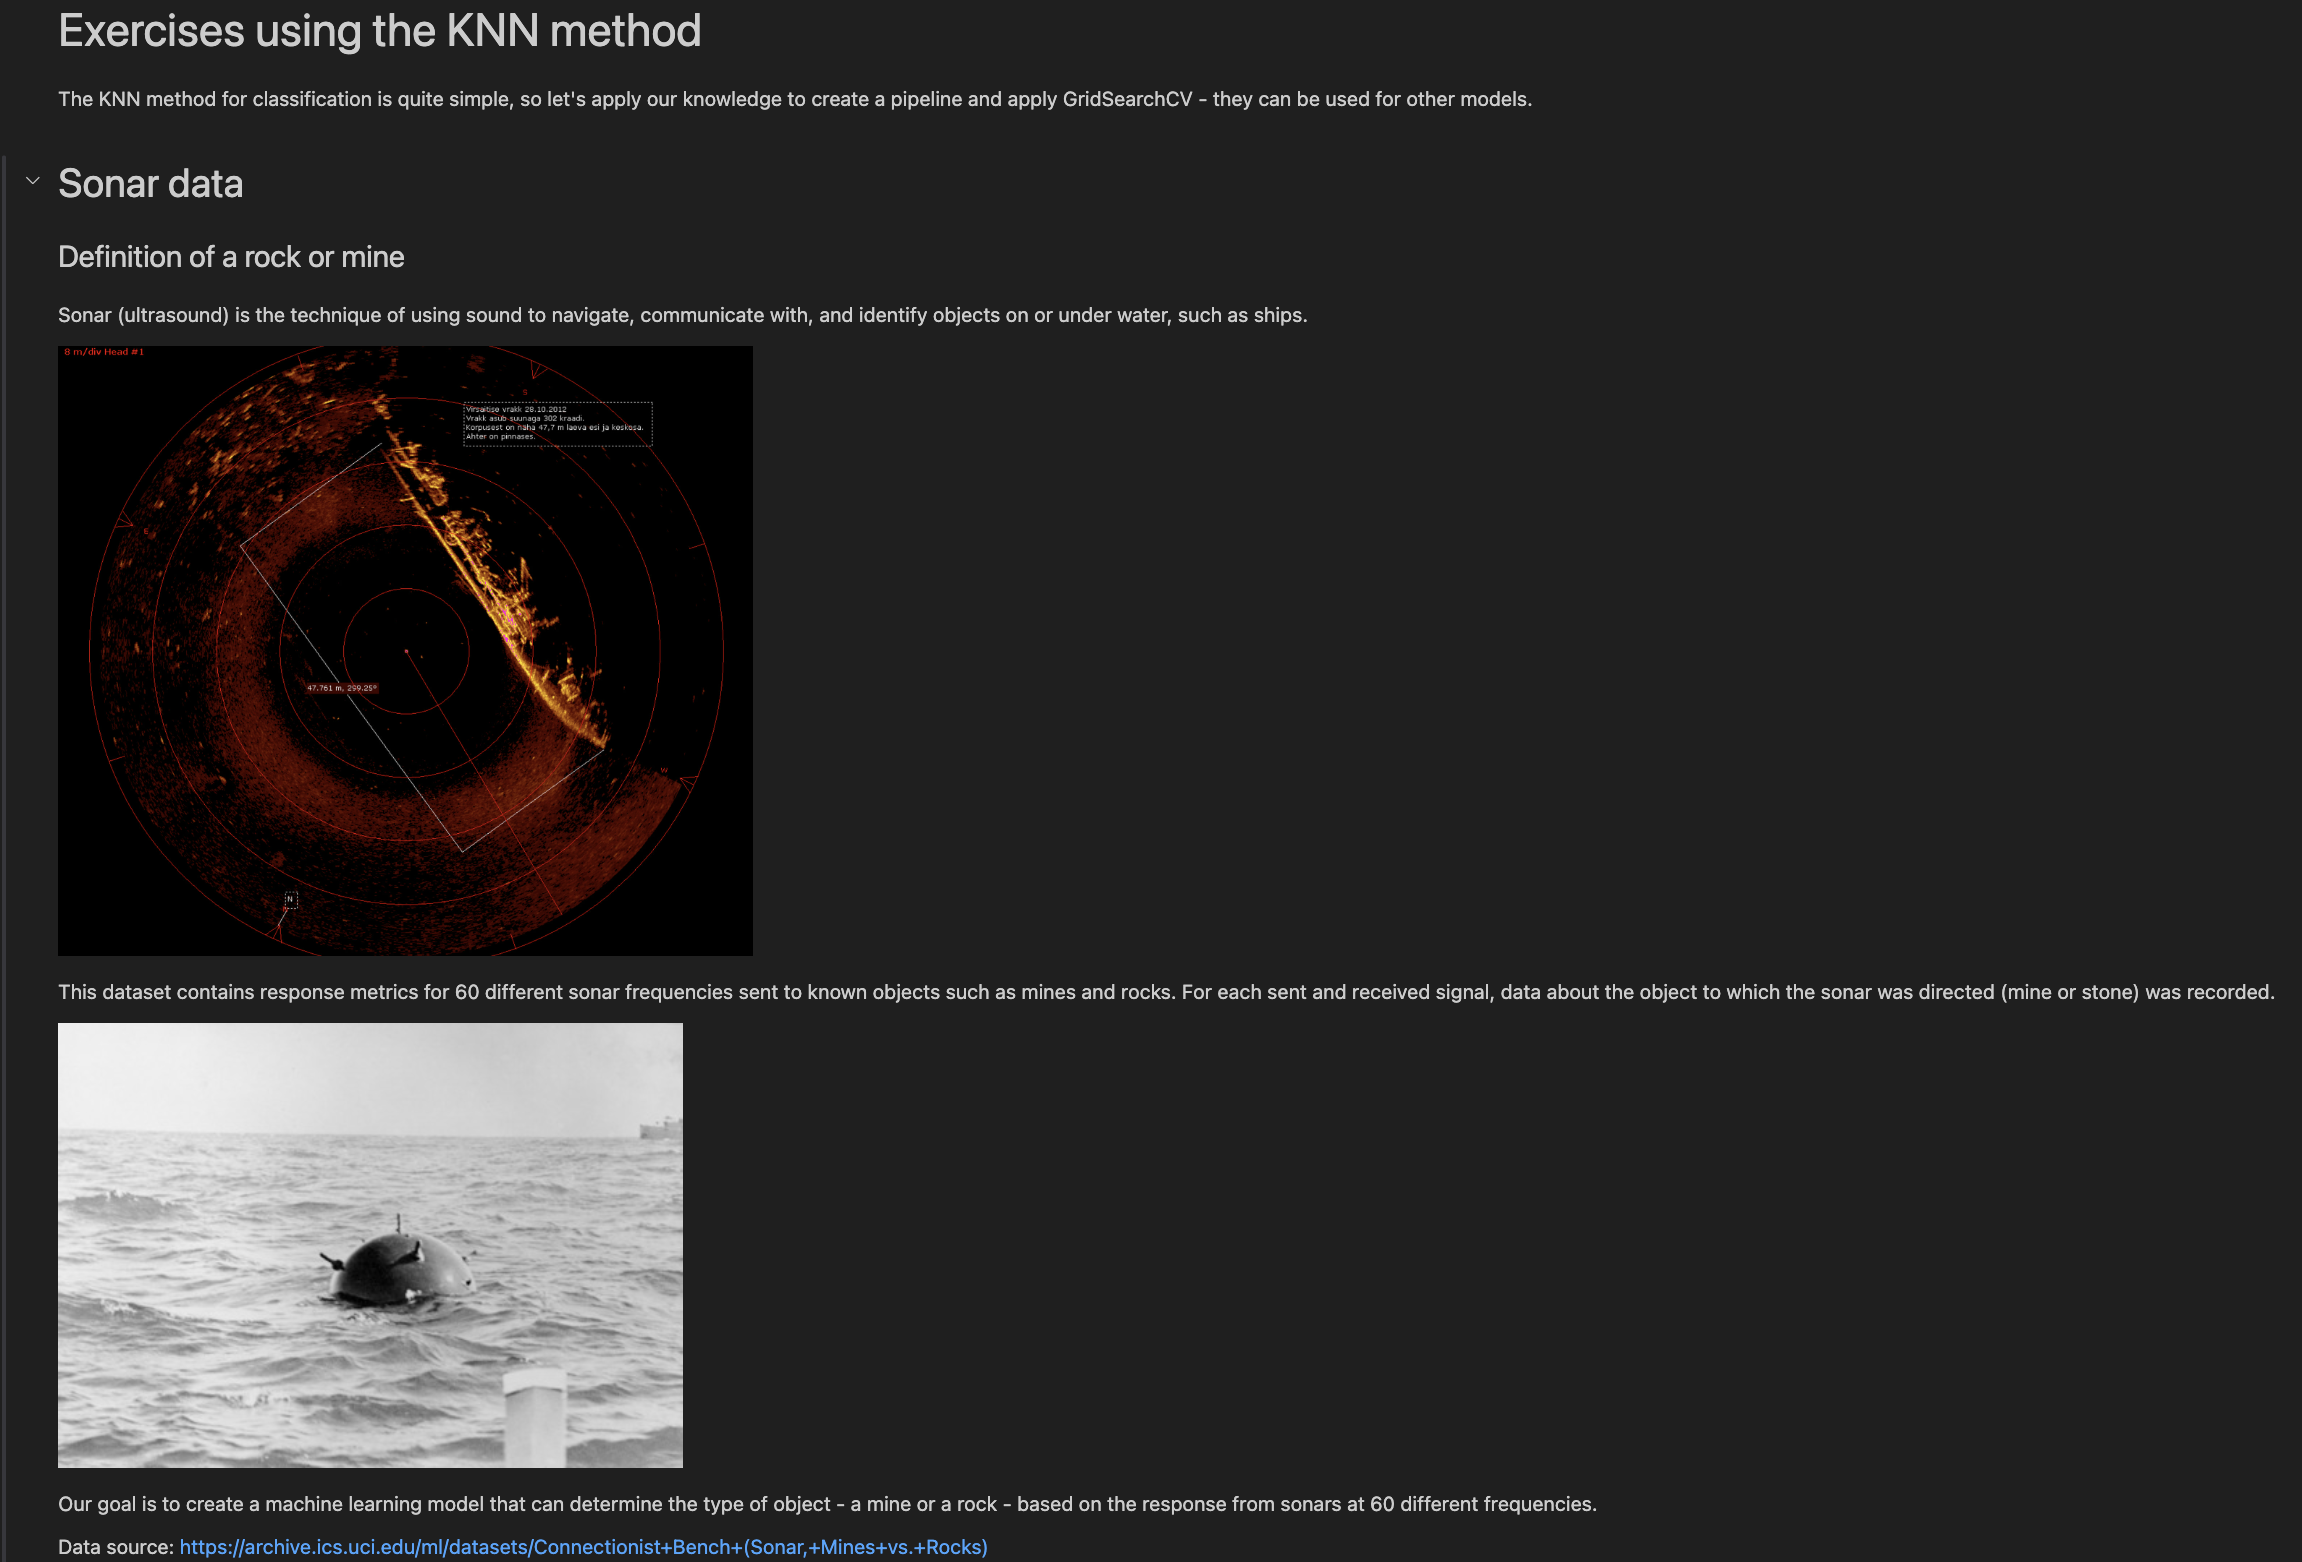 Exercises using the KNN method
The KNN method for classification is quite simple, so let's apply our knowledge to create a pipeline and apply GridSearchCV - they can be used for other models.
Sonar data
Definition of a rock or mine
Sonar (ultrasound) is the technique of using sound to navigate, communicate with, and identify objects on or under water, such as ships.
8 m/div Head #1
S
Virsaitise vrakk 28.10.2012
Vrakk asub suunaga 302 kraadi.
Korpusest on näha 47,7 m laeva esi ja keskosa.
Ahter on pinnases.
E
47.761 m, 299.25°
W
N
This dataset contains response metrics for 60 different sonar frequencies sent to known objects such as mines and rocks. For each sent and received signal, data about the object to which the sonar was directed (mine or stone) was recorded.
Our goal is to create a machine learning model that can determine the type of object - a mine or a rock - based on the response from sonars at 60 different frequencies.
Data source: https://archive.ics.uci.edu/ml/datasets/Connectionist+Bench+(Sonar,+Mines+vs.+Rocks)